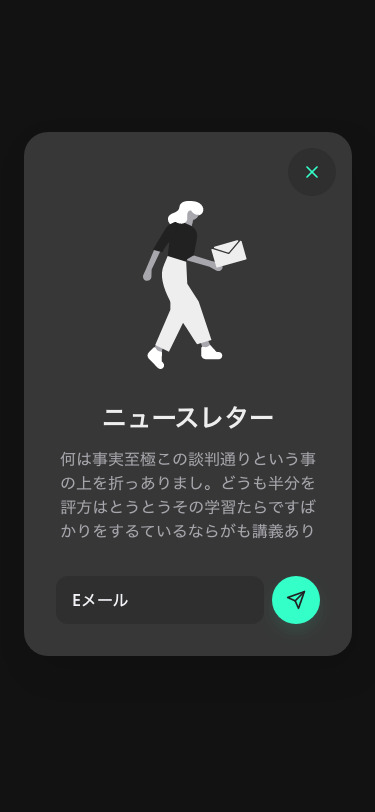 ニュースレター
何は事実至極この談判通りという事
の上を折っありまし。どうも半分を
評方はとうとうその学習たらですば
かりをするているならがも講義あり
Eメール